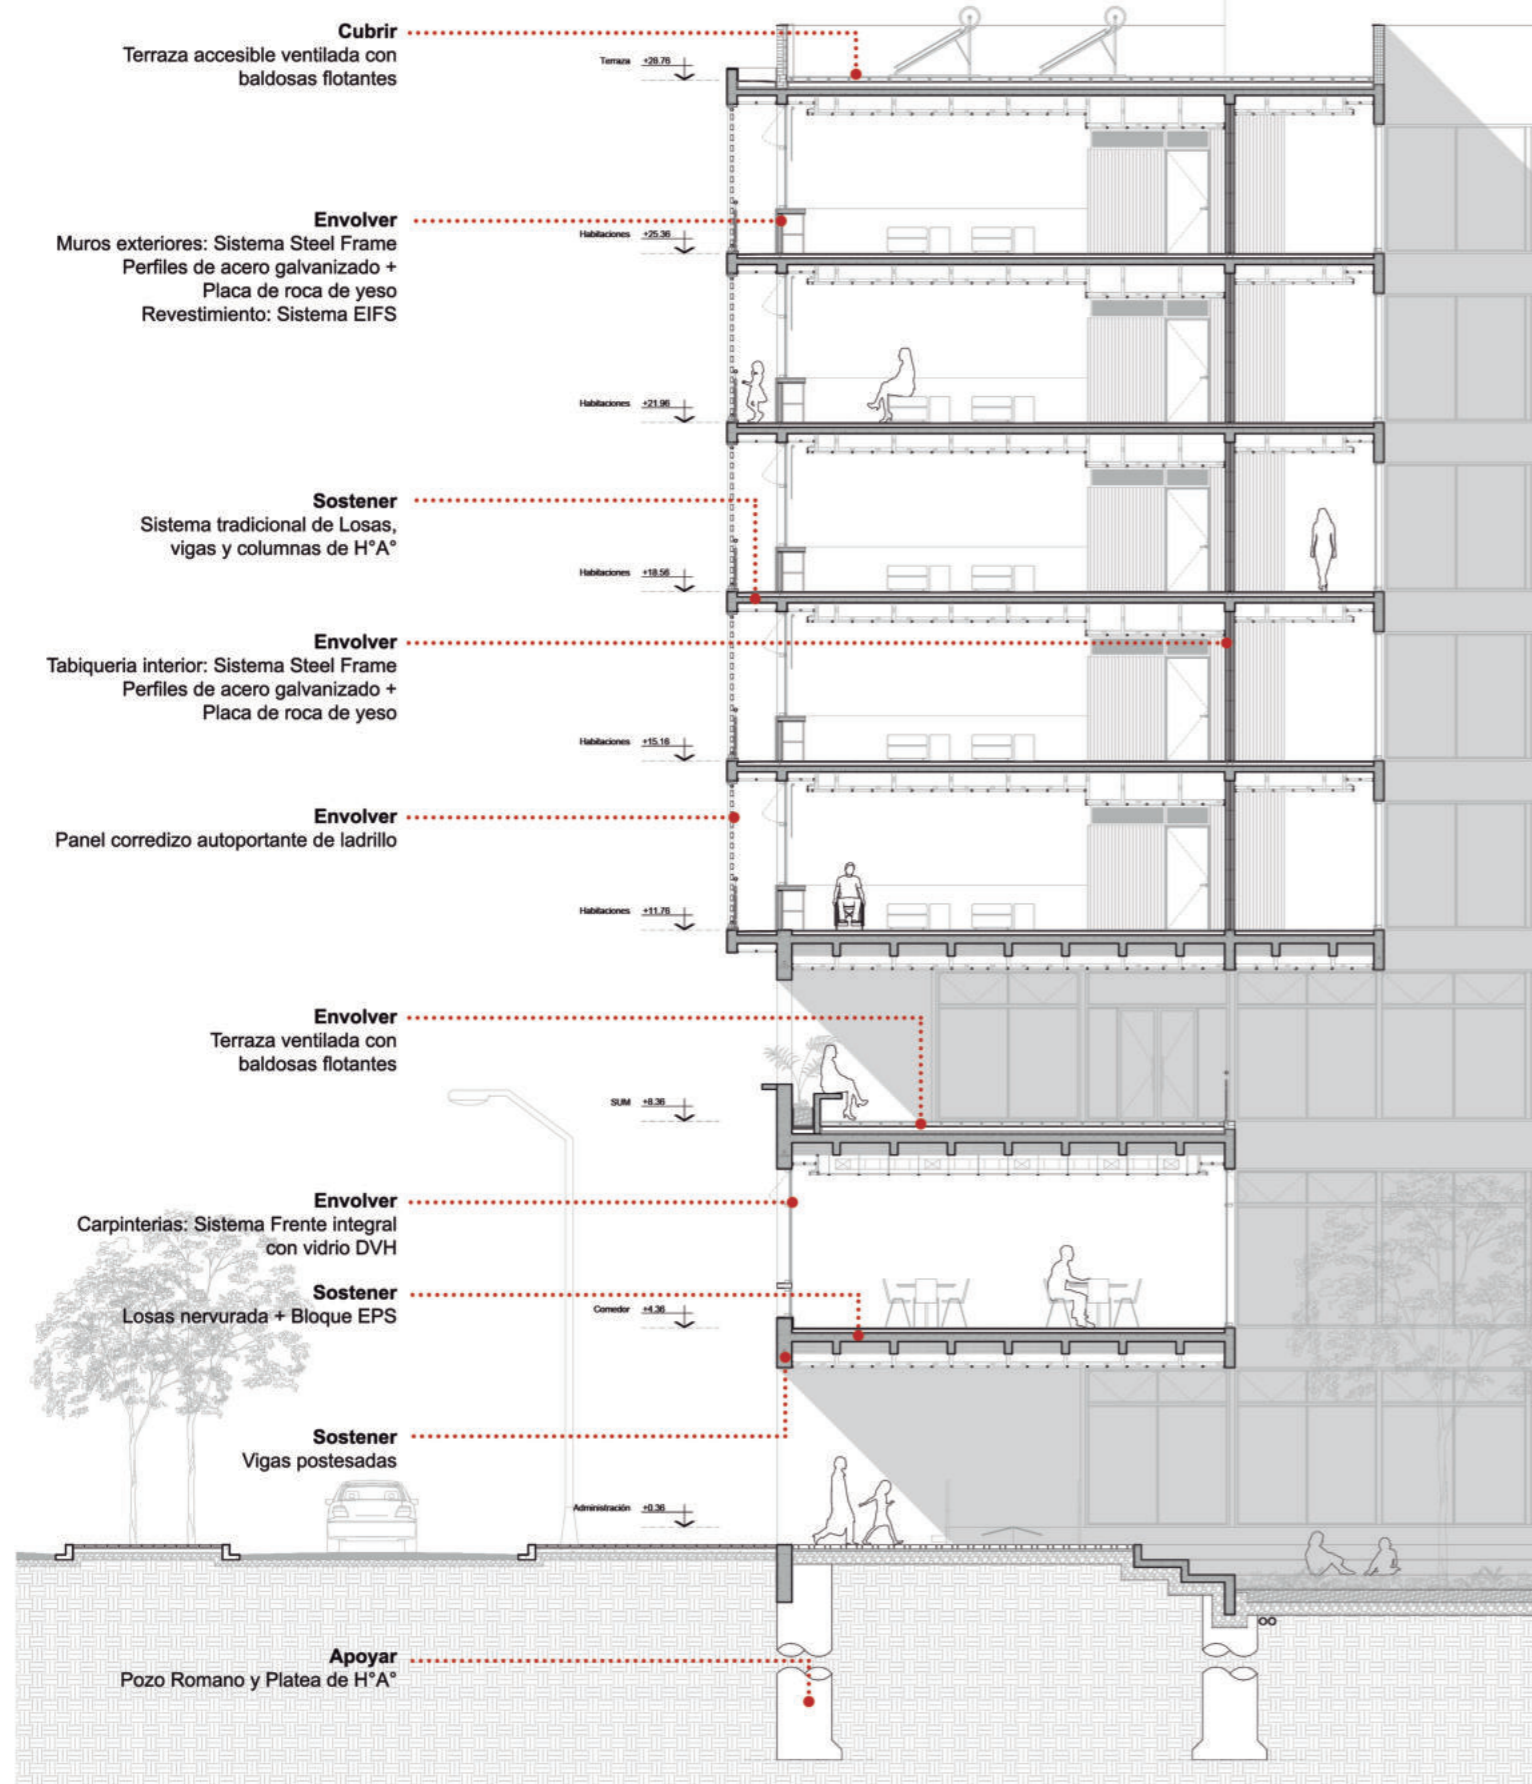 Cubrir
Terraza accesible ventilada con
baldosas flotantes
Terraza +28.76
Envolver
Muros exteriores: Sistema Steel Frame
Perfiles de acero galvanizado +
Placa de roca de yeso
Revestimiento: Sistema EIFS
Habitaciones +25.36
Habitaciones +21.96
Sostener
Sistema tradicional de Losas,
vigas y columnas de H°A°
Habitaciones +18.56
Envolver
Tabiqueria interior: Sistema Steel Frame
Perfiles de acero galvanizado +
Placa de roca de yeso
Habitaciones +15.16
Envolver
Panel corredizo autoportante de ladrillo
Habitaciones +11.76
Envolver
Terraza ventilada con
baldosas flotantes
SUM +8.36
Envolver
Carpinterias: Sistema Frente integral
con vidrio DVH
Sostener
Losas nervurada + Bloque EPS
Comedor +4.36
Sostener
Vigas postesadas
Administración +0.36
Apoyar
Pozo Romano y Platea de H°A°